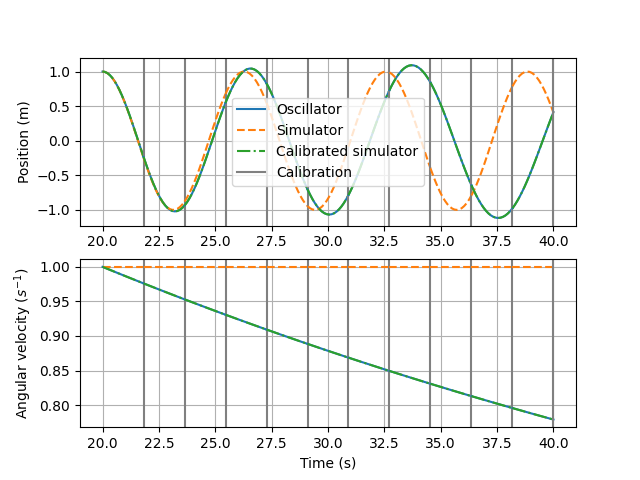 1.0
0.5
0.0
−0.5
−1.0
Position (m)
Oscillator
Simulator
Calibrated simulator
Calibration
20.0 22.5 25.0 27.5 30.0 32.5 35.0 37.5 40.0
1.00
0.95
0.90
0.85
0.80
Angular velocity (s⁻¹)
20.0 22.5 25.0 27.5 30.0 32.5 35.0 37.5 40.0
Time (s)